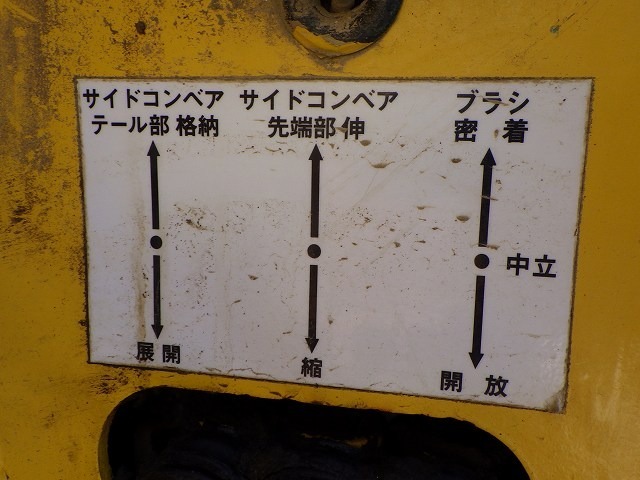 サイドコンベア
テール部 格納
展開
サイドコンベア
先端部 伸
縮
ブラシ
密 着
中立
開 放